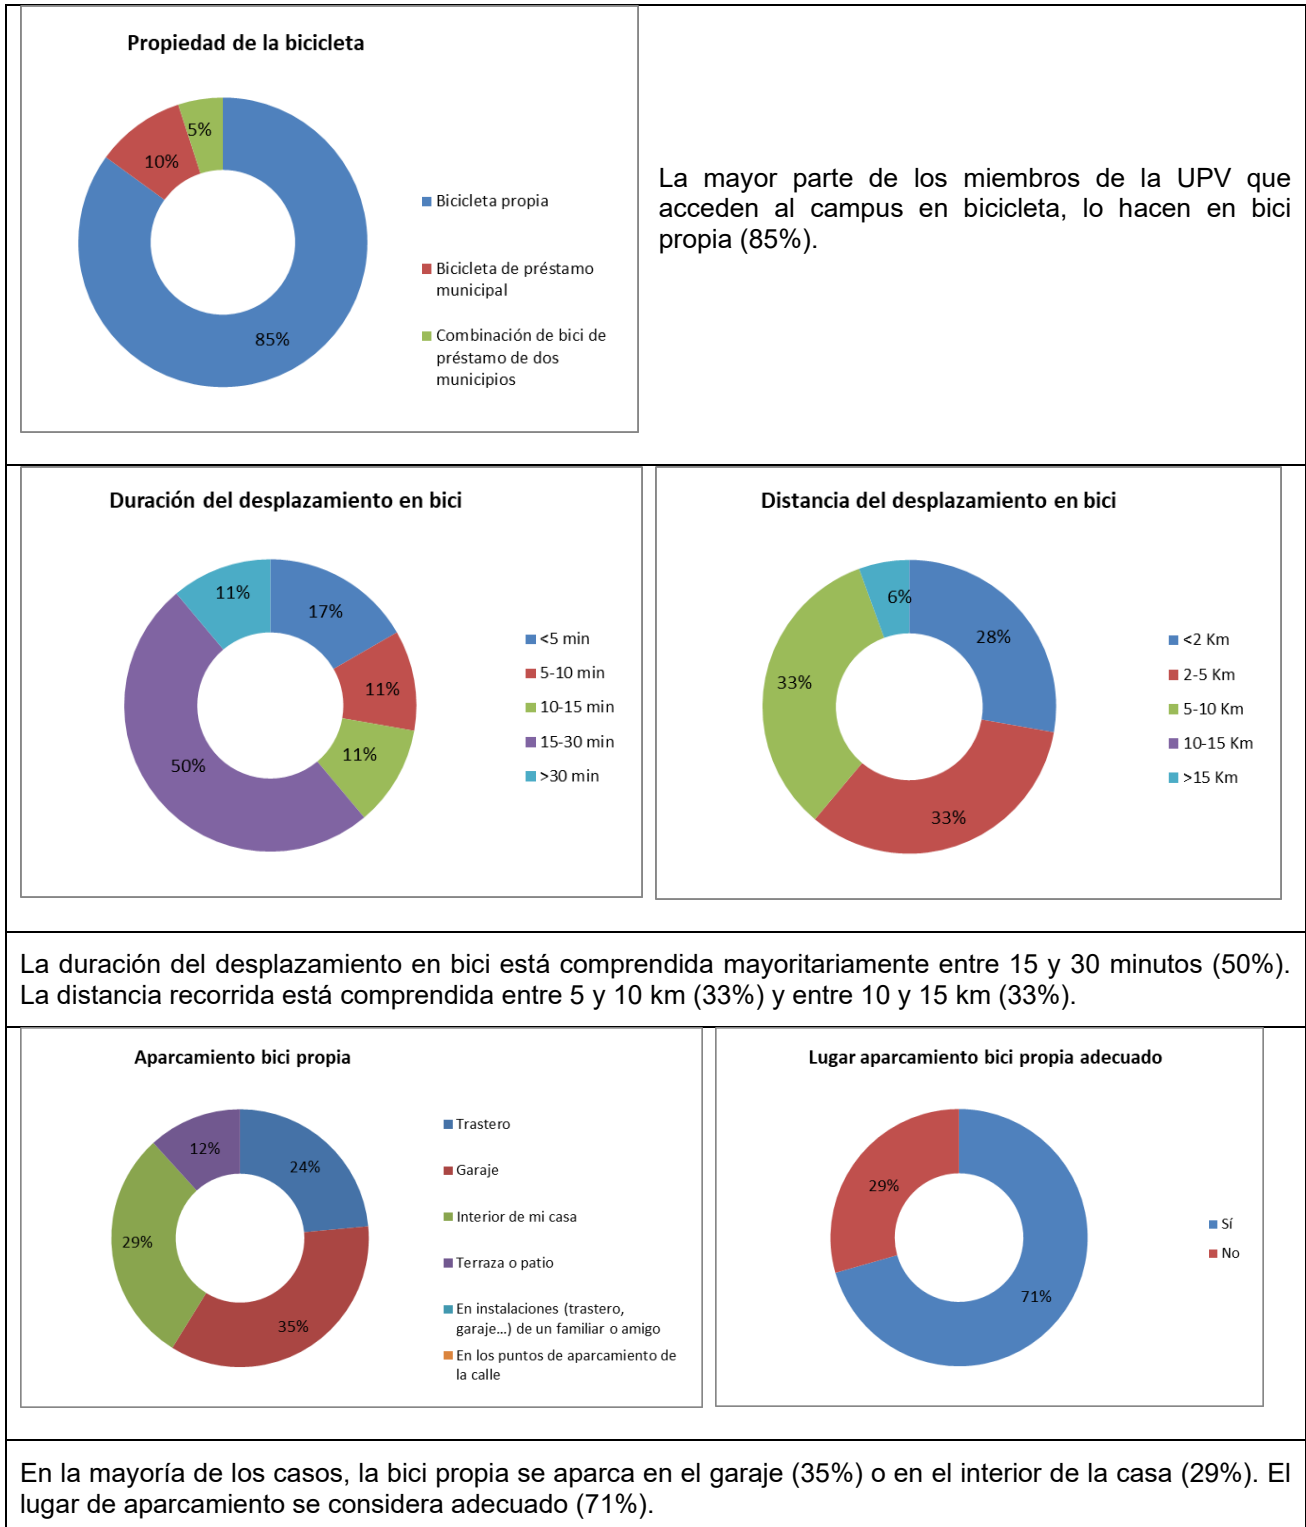 Propiedad de la bicicleta
5%
10%
85%
Bicicleta propia
Bicicleta de préstamo
municipal
Combinación de bici de
préstamo de dos
municipios
La mayor parte de los miembros de la UPV que
acceden al campus en bicicleta, lo hacen en bici
propia (85%).
Duración del desplazamiento en bici
11%
17%
11%
11%
50%
<5 min
5-10 min
10-15 min
15-30 min
>30 min
Distancia del desplazamiento en bici
6%
28%
33%
33%
<2 Km
2-5 Km
5-10 Km
10-15 Km
>15 Km
La duración del desplazamiento en bici está comprendida mayoritariamente entre 15 y 30 minutos (50%).
La distancia recorrida está comprendida entre 5 y 10 km (33%) y entre 10 y 15 km (33%).
Aparcamiento bici propia
12%
24%
29%
35%
Trastero
Garaje
Interior de mi casa
Terraza o patio
En instalaciones (trastero,
garaje...) de un familiar o amigo
En los puntos de aparcamiento de
la calle
Lugar aparcamiento bici propia adecuado
29%
71%
Sí
No
En la mayoría de los casos, la bici propia se aparca en el garaje (35%) o en el interior de la casa (29%). El
lugar de aparcamiento se considera adecuado (71%).